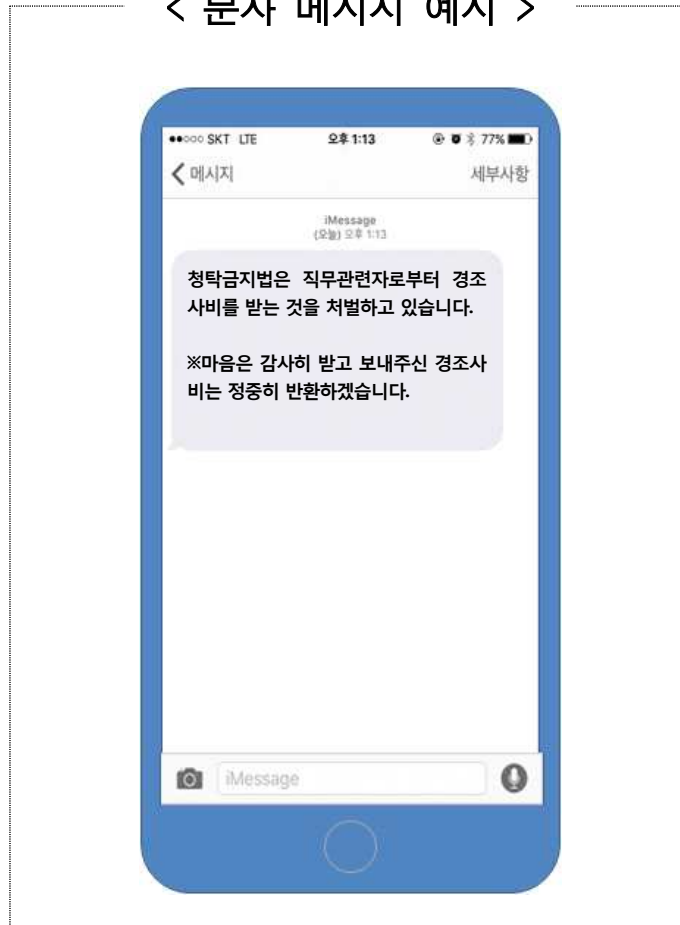 < 문자 메시지 예시 >
●●○○○ SKT LTE 오후 1:13 77%
메시지 세부사항
iMessage
(오늘) 오후 1:13
청탁금지법은 직무관련자로부터 경조
사비를 받는 것을 처벌하고 있습니다.
※마음은 감사히 받고 보내주신 경조사
비는 정중히 반환하겠습니다.
iMessage